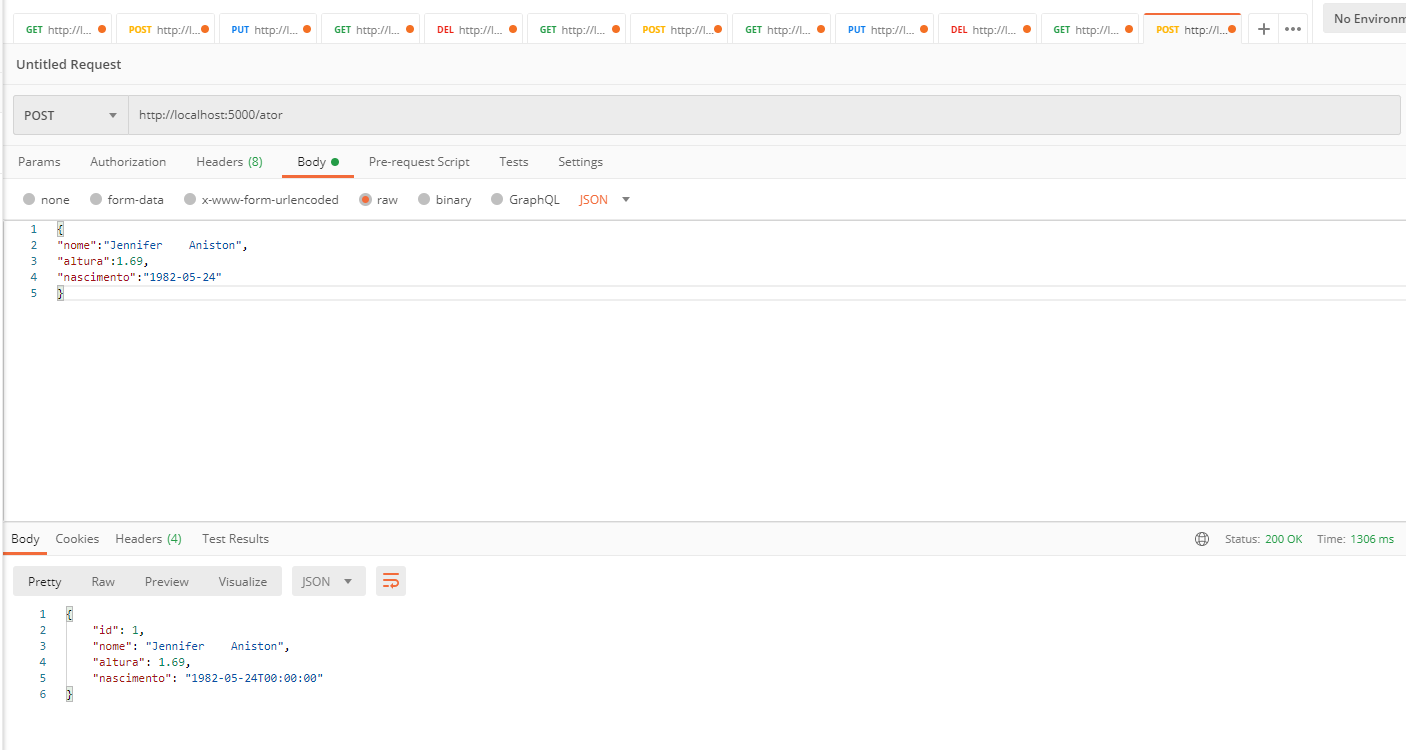 GET http://l... POST http://l... PUT http://l... GET http://l... DEL http://l... GET http://l... POST http://l... GET http://l... PUT http://l... DEL http://l... GET http://l... POST http://l... + ••• No Environm
Untitled Request
POST http://localhost:5000/ator
Params Authorization Headers (8) Body Pre-request Script Tests Settings
none form-data x-www-form-urlencoded raw binary GraphQL JSON
1 {
2 "nome":"Jennifer    Aniston",
3 "altura":1.69,
4 "nascimento":"1982-05-24"
5 }
Body Cookies Headers (4) Test Results Status: 200 OK Time: 1306 ms
Pretty Raw Preview Visualize JSON
1 {
2 "id": 1,
3 "nome": "Jennifer    Aniston",
4 "altura": 1.69,
5 "nascimento": "1982-05-24T00:00:00"
6 }